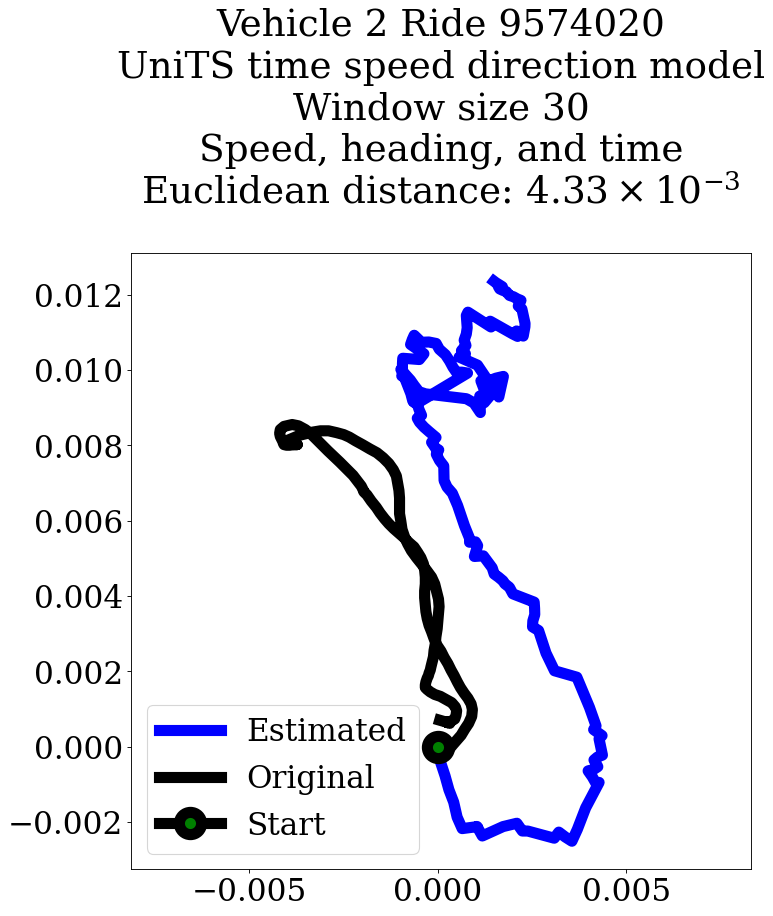 Vehicle 2 Ride 9574020
UniTS time speed direction model
Window size 30
Speed, heading, and time
Euclidean distance: 4.33 × 10⁻³
0.012
0.010
0.008
0.006
0.004
0.002
0.000
−0.002
Estimated
Original
Start
−0.005
0.000
0.005